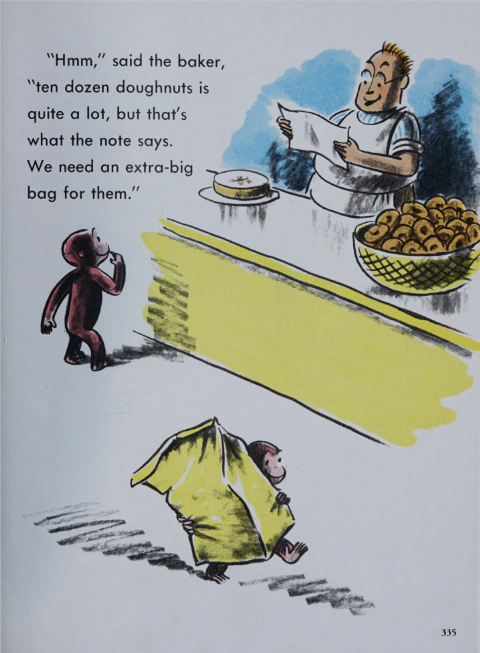 “Hmm,” said the baker,
“ten dozen doughnuts is
quite a lot, but that’s
what the note says.
We need an extra-big
bag for them.”
335